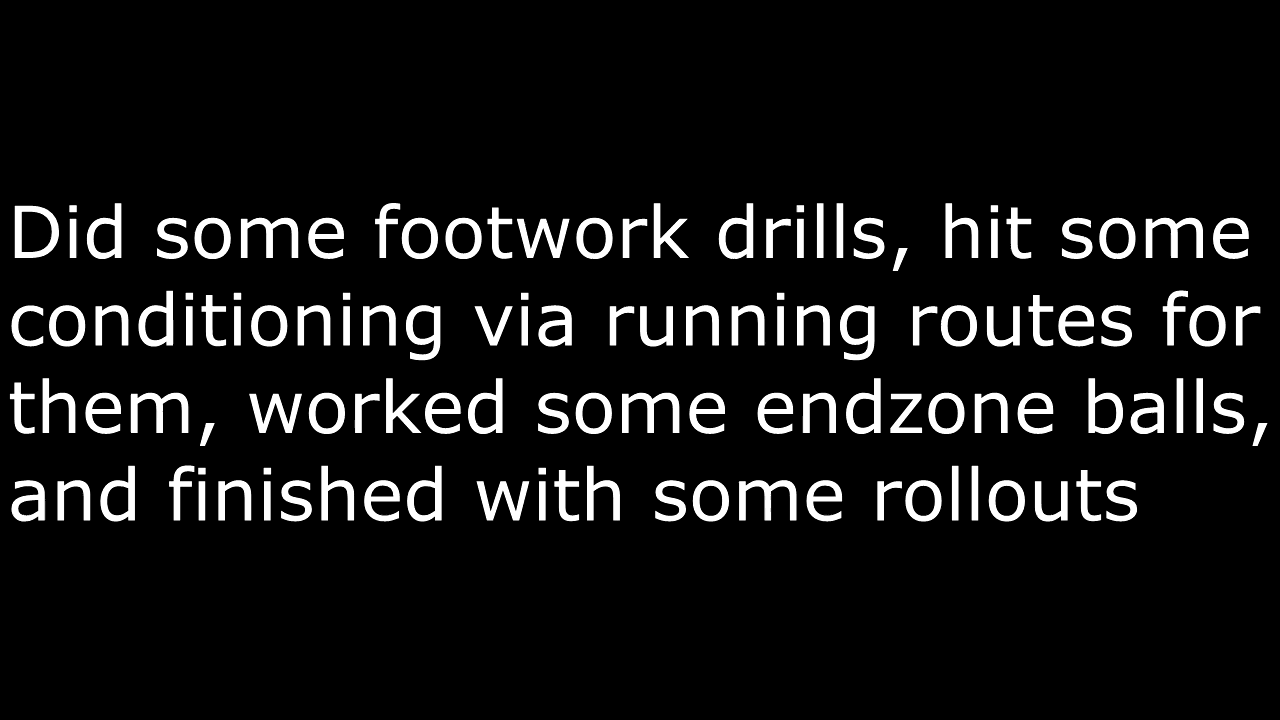 Did some footwork drills, hit some
conditioning via running routes for
them, worked some endzone balls,
and finished with some rollouts